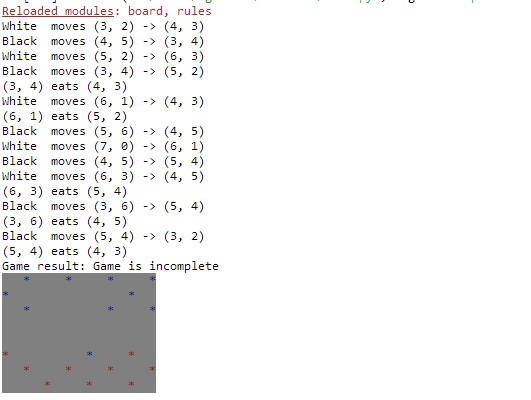 Reloaded modules: board, rules
White  moves (3, 2) -> (4, 3)
Black  moves (4, 5) -> (3, 4)
White  moves (5, 2) -> (6, 3)
Black  moves (3, 4) -> (5, 2)
(3, 4) eats (4, 3)
White  moves (6, 1) -> (4, 3)
(6, 1) eats (5, 2)
Black  moves (5, 6) -> (4, 5)
White  moves (7, 0) -> (6, 1)
Black  moves (4, 5) -> (5, 4)
White  moves (6, 3) -> (4, 5)
(6, 3) eats (5, 4)
Black  moves (3, 6) -> (5, 4)
(3, 6) eats (4, 5)
Black  moves (5, 4) -> (3, 2)
(5, 4) eats (4, 3)
Game result: Game is incomplete
* * * *
* *
* * *
* * *
* * * *
* * *